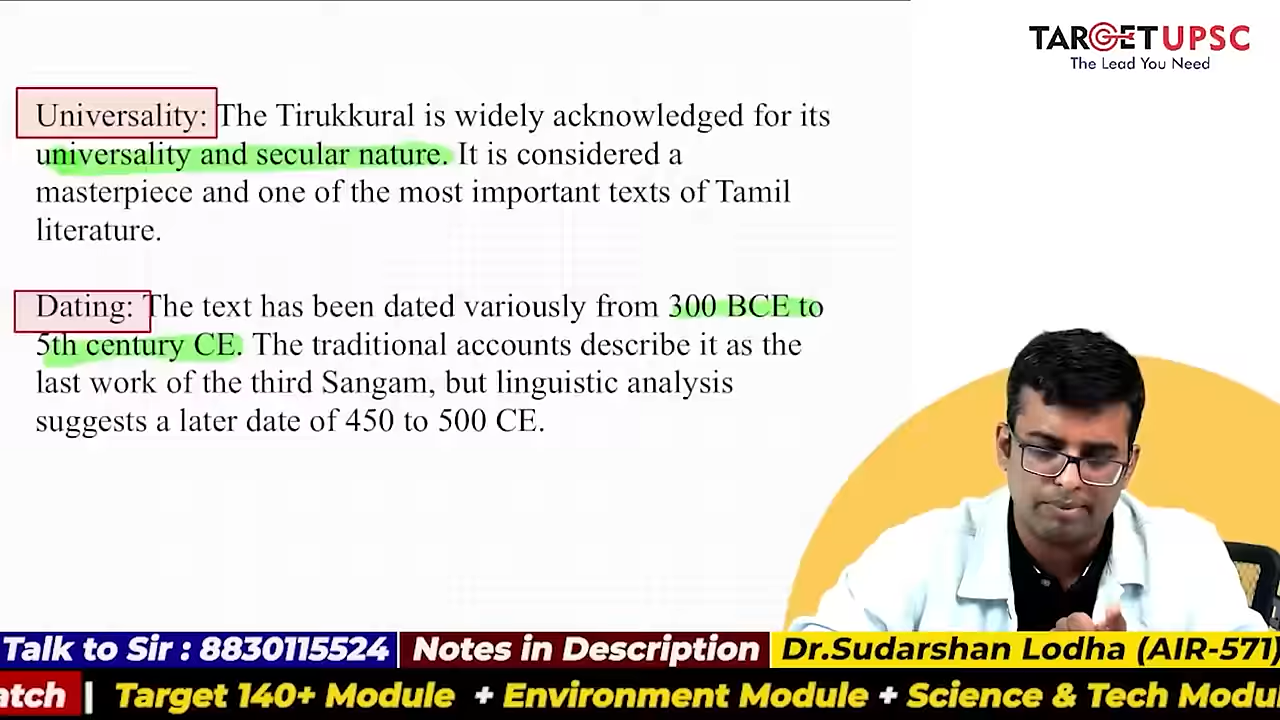 TARGET UPSC
The Lead You Need
Universality: The Tirukkural is widely acknowledged for its
universality and secular nature. It is considered a
masterpiece and one of the most important texts of Tamil
literature.
Dating: The text has been dated variously from 300 BCE to
5th century CE. The traditional accounts describe it as the
last work of the third Sangam, but linguistic analysis
suggests a later date of 450 to 500 CE.
Talk to Sir : 8830115524 Notes in Description Dr.Sudarshan Lodha (AIR-571)
atch | Target 140+ Module + Environment Module + Science & Tech Modu